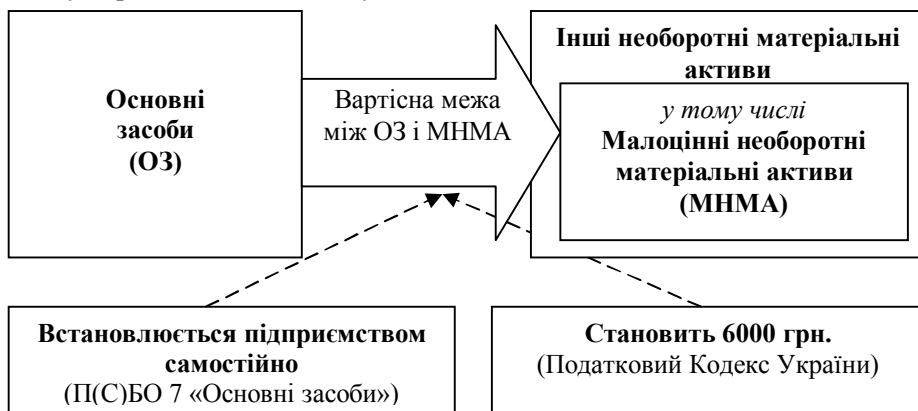 Основні
засоби
(ОЗ)
Вартісна межа
між ОЗ і МНМА
Інші необоротні матеріальні
активи
у тому числі
Малоцінні необоротні
матеріальні активи
(МНМА)
Встановлюється підприємством
самостійно
(П(С)БО 7 «Основні засоби»)
Становить 6000 грн.
(Податковий Кодекс України)